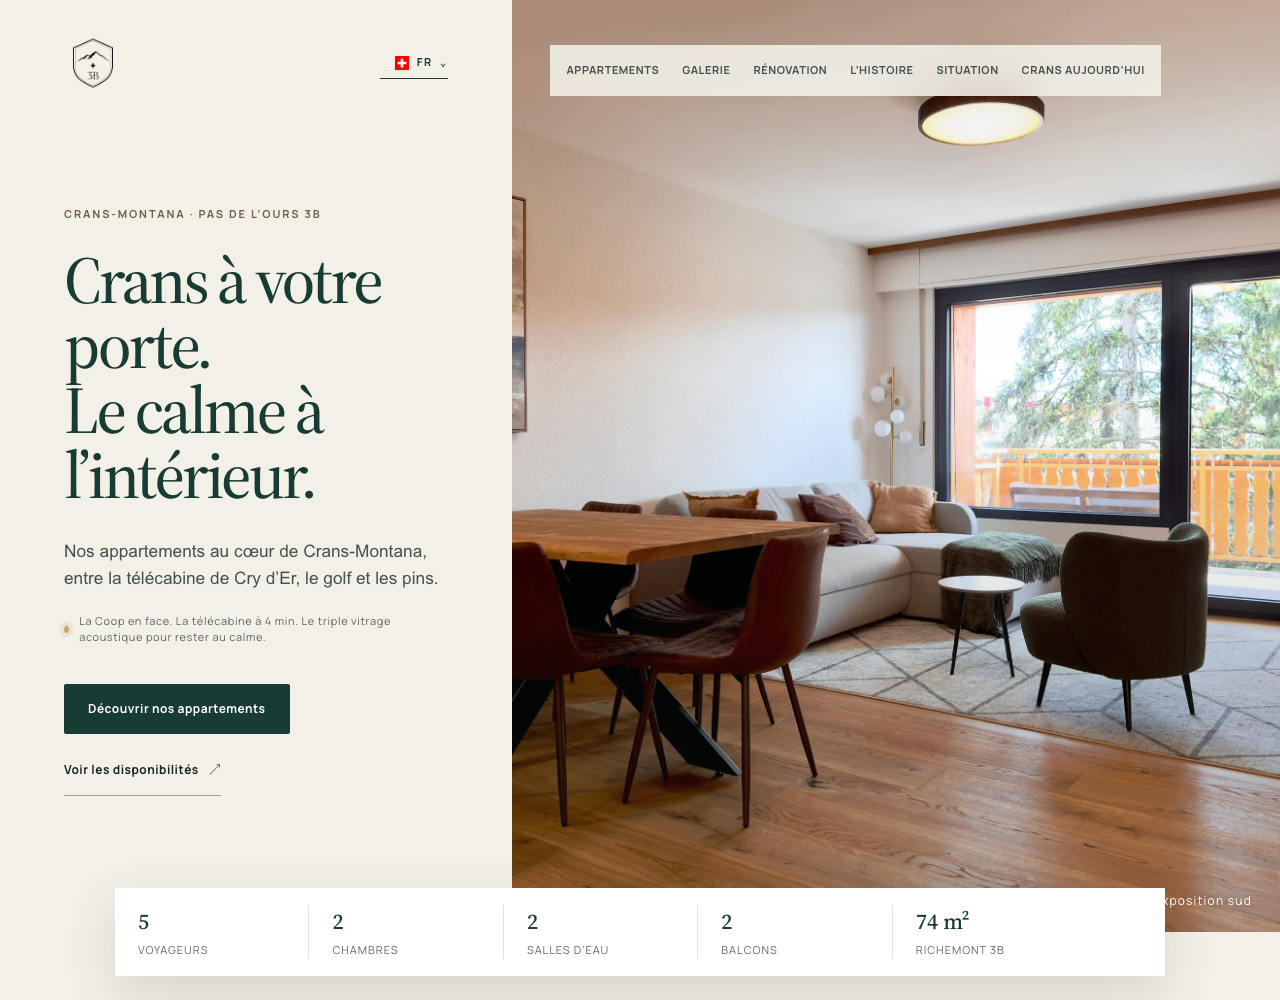 3B
FR
APPARTEMENTS GALERIE RÉNOVATION L'HISTOIRE SITUATION CRANS AUJOURD'HUI
CRANS-MONTANA · PAS DE L'OURS 3B
Crans à votre
porte.
Le calme à
l'intérieur.
Nos appartements au cœur de Crans-Montana,
entre la télécabine de Cry d'Er, le golf et les pins.
La Coop en face. La télécabine à 4 min. Le triple vitrage
acoustique pour rester au calme.
Découvrir nos appartements
Voir les disponibilités ↗
sud
5
VOYAGEURS
2
CHAMBRES
2
SALLES D'EAU
2
BALCONS
74 m²
RICHEMONT 3B